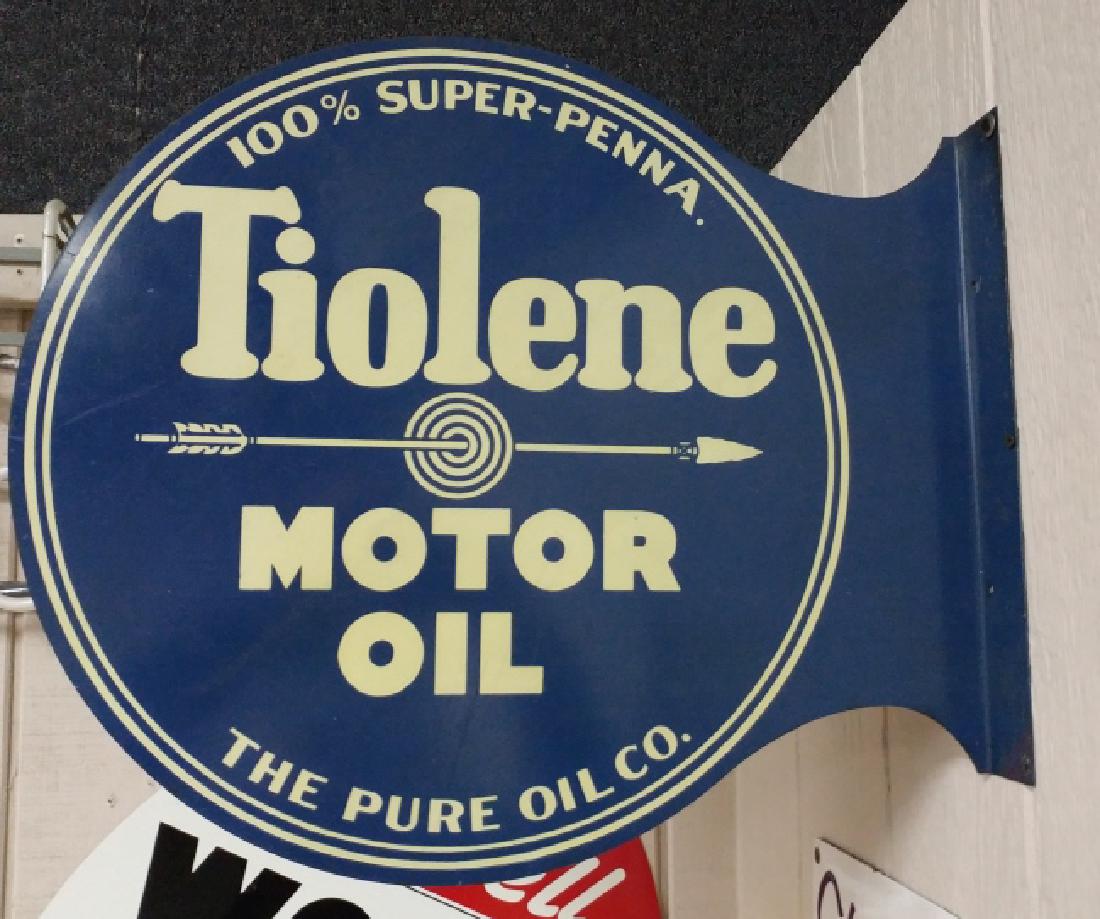 100% SUPER-PENNA.
Tiolene
MOTOR
OIL
THE PURE OIL CO.